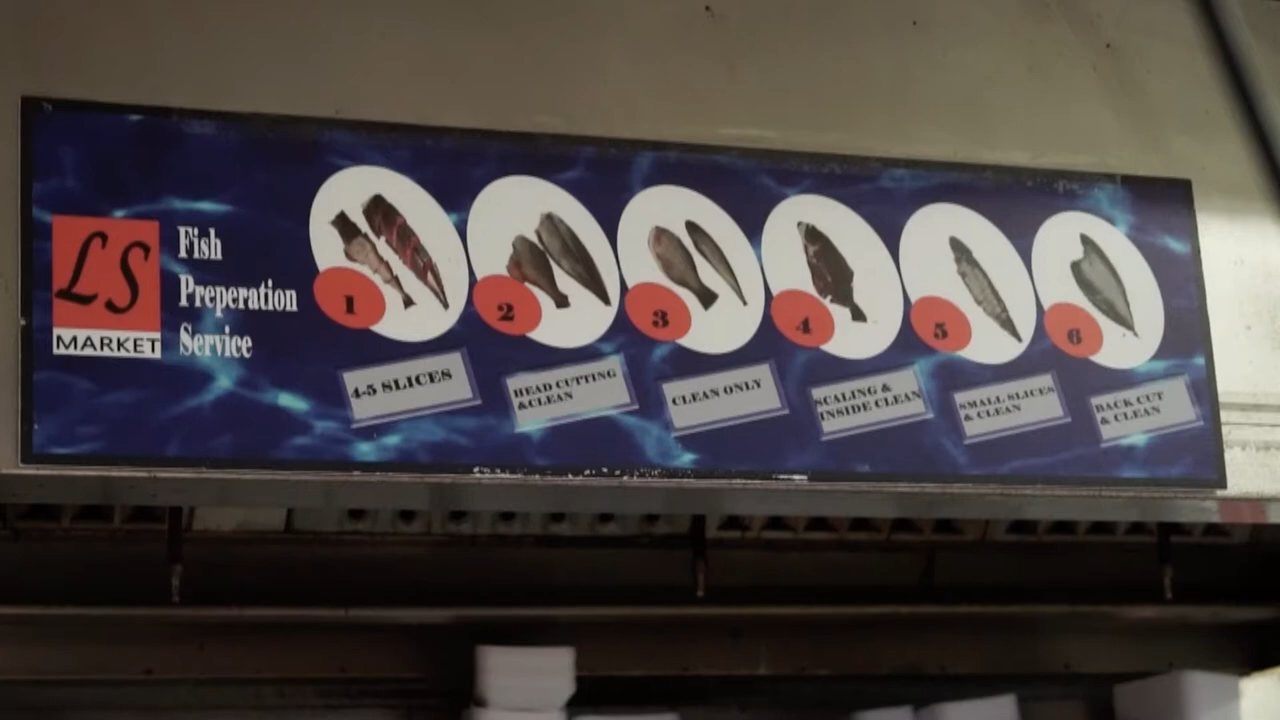 LS
MARKET
Fish
Preperation
Service
1
4-5 SLICES
2
HEAD CUTTING
&CLEAN
3
CLEAN ONLY
4
SCALING &
INSIDE CLEAN
5
SMALL SLICES
& CLEAN
6
BACK CUT
& CLEAN